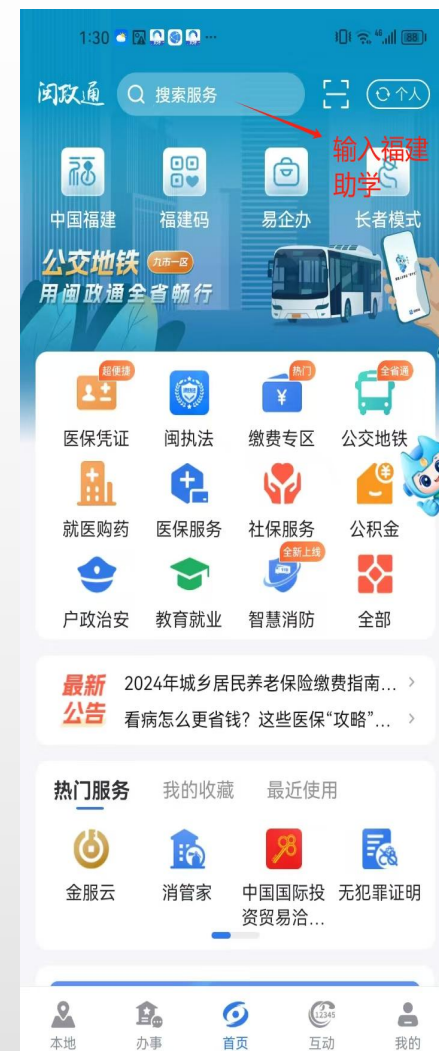 1:30
5G
88
闽政通
搜索服务
个人
输入福建
助学
福
中国福建
福建码
易企办
长者模式
公交地铁
九市一区
用闽政通全省畅行
超便捷
热门
全省通
医保凭证
闽执法
缴费专区
公交地铁
就医购药
医保服务
社保服务
公积金
全新上线
户政治安
教育就业
智慧消防
全部
最新
公告
2024年城乡居民养老保险缴费指南...
看病怎么更省钱？这些医保“攻略”...
热门服务
我的收藏
最近使用
98
金服云
消管家
中国国际投
资贸易洽...
无犯罪证明
12345
本地
办事
首页
互动
我的